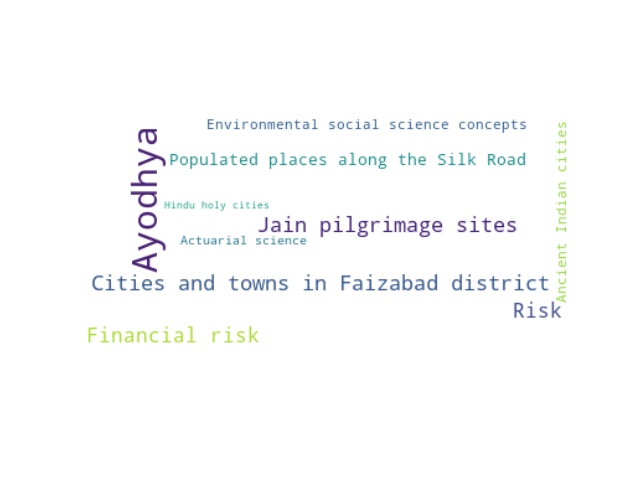 Environmental social science concepts
Ayodhya
Populated places along the Silk Road
Ancient Indian cities
Hindu holy cities
Jain pilgrimage sites
Actuarial science
Cities and towns in Faizabad district
Risk
Financial risk